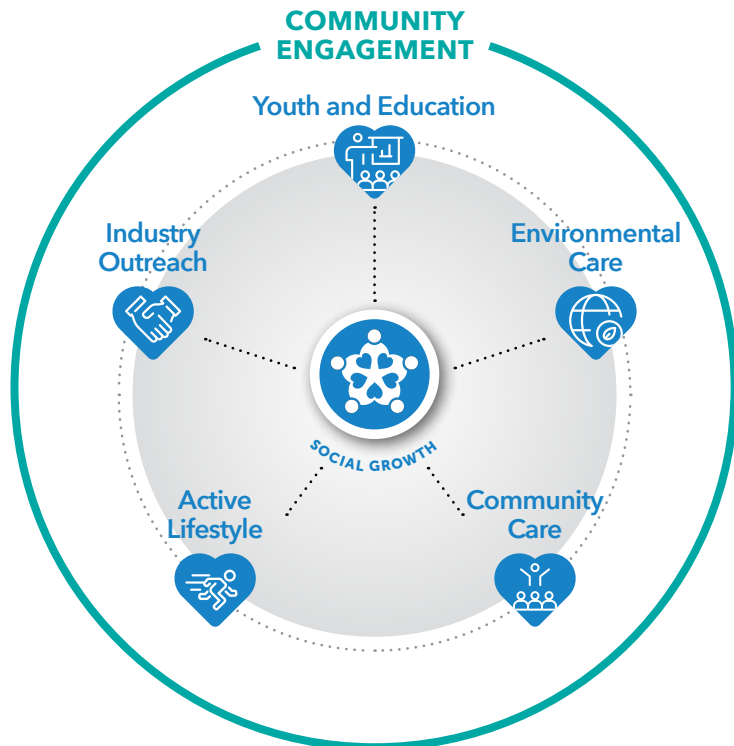 COMMUNITY
ENGAGEMENT
Youth and Education
Industry
Outreach
Environmental
Care
SOCIAL GROWTH
Active
Lifestyle
Community
Care